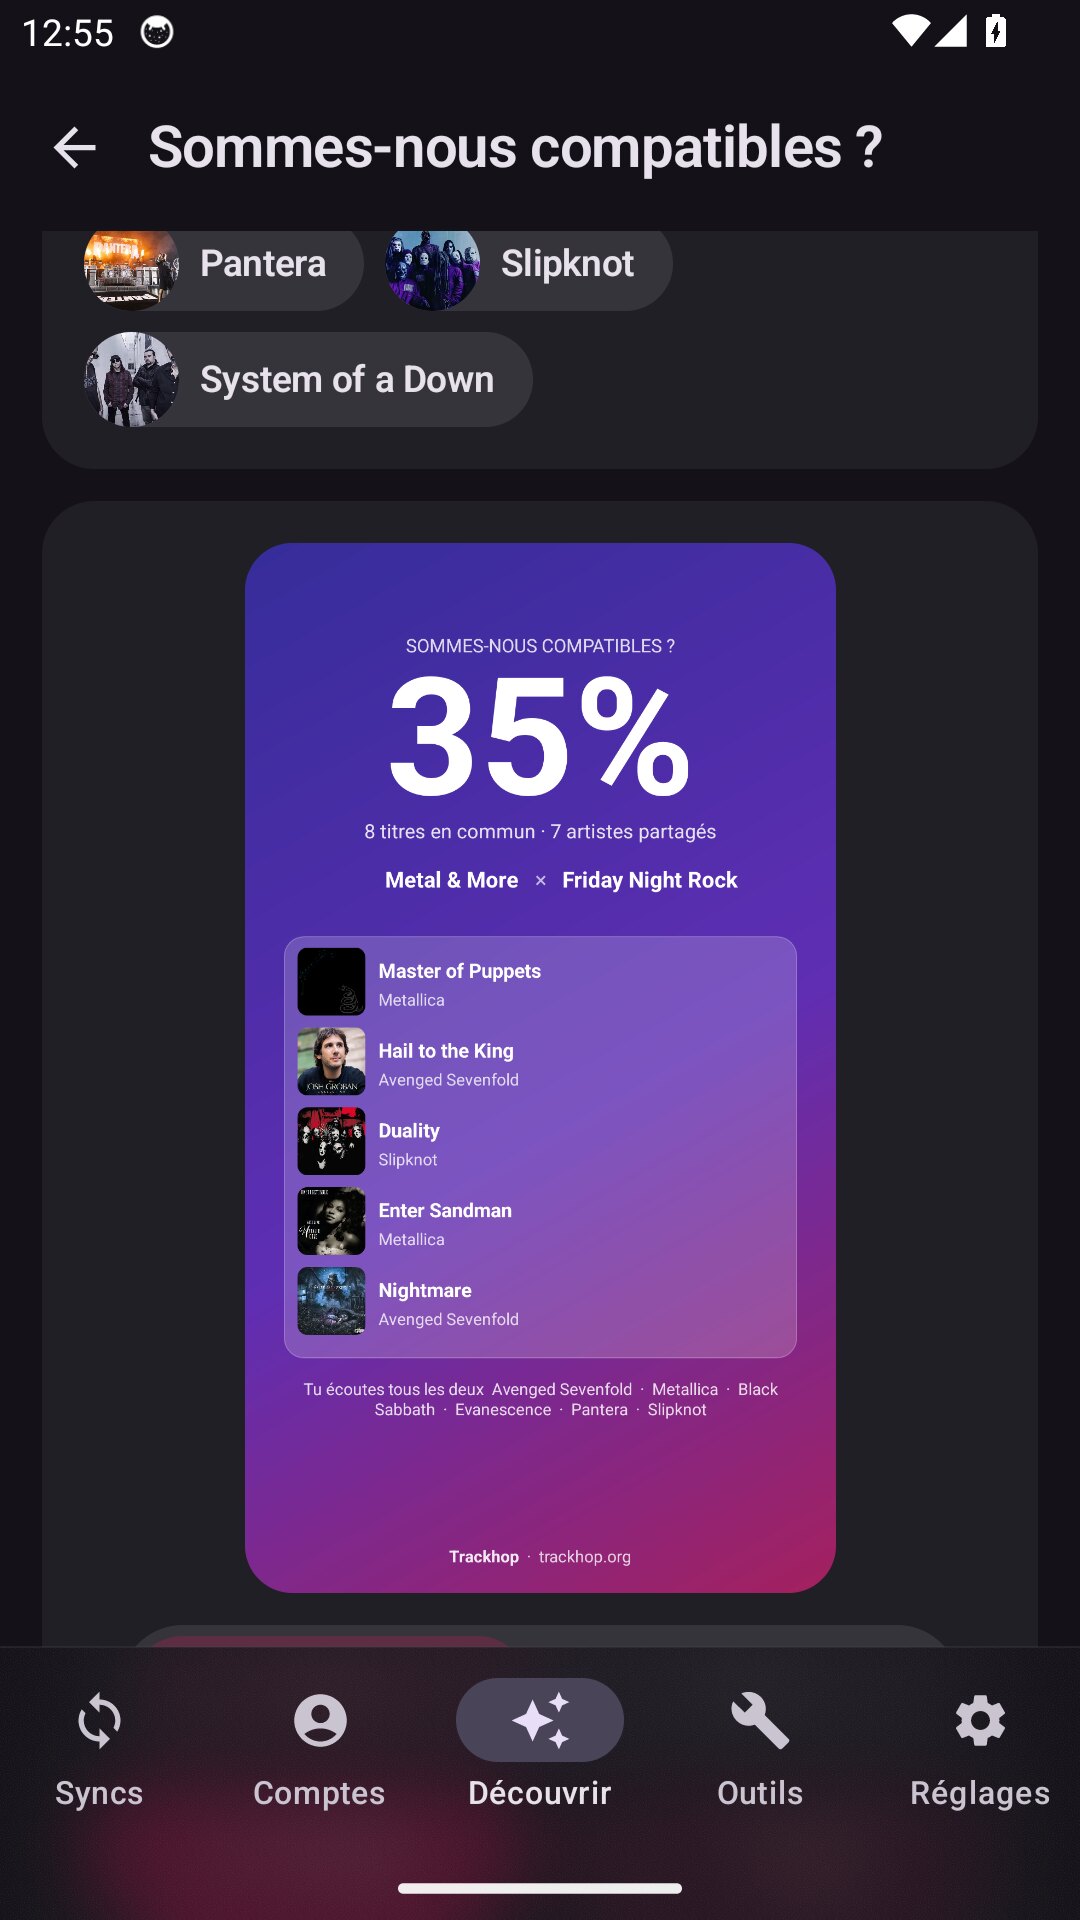 12:55
Sommes-nous compatibles ?
Pantera
Slipknot
System of a Down
SOMMES-NOUS COMPATIBLES ?
35%
8 titres en commun · 7 artistes partagés
Metal & More × Friday Night Rock
Master of Puppets
Metallica
Hail to the King
Avenged Sevenfold
JOSH GROBAN
Duality
Slipknot
Enter Sandman
Metallica
Nightmare
Avenged Sevenfold
Tu écoutes tous les deux Avenged Sevenfold · Metallica · Black
Sabbath · Evanescence · Pantera · Slipknot
Trackhop · trackhop.org
Syncs
Comptes
Découvrir
Outils
Réglages